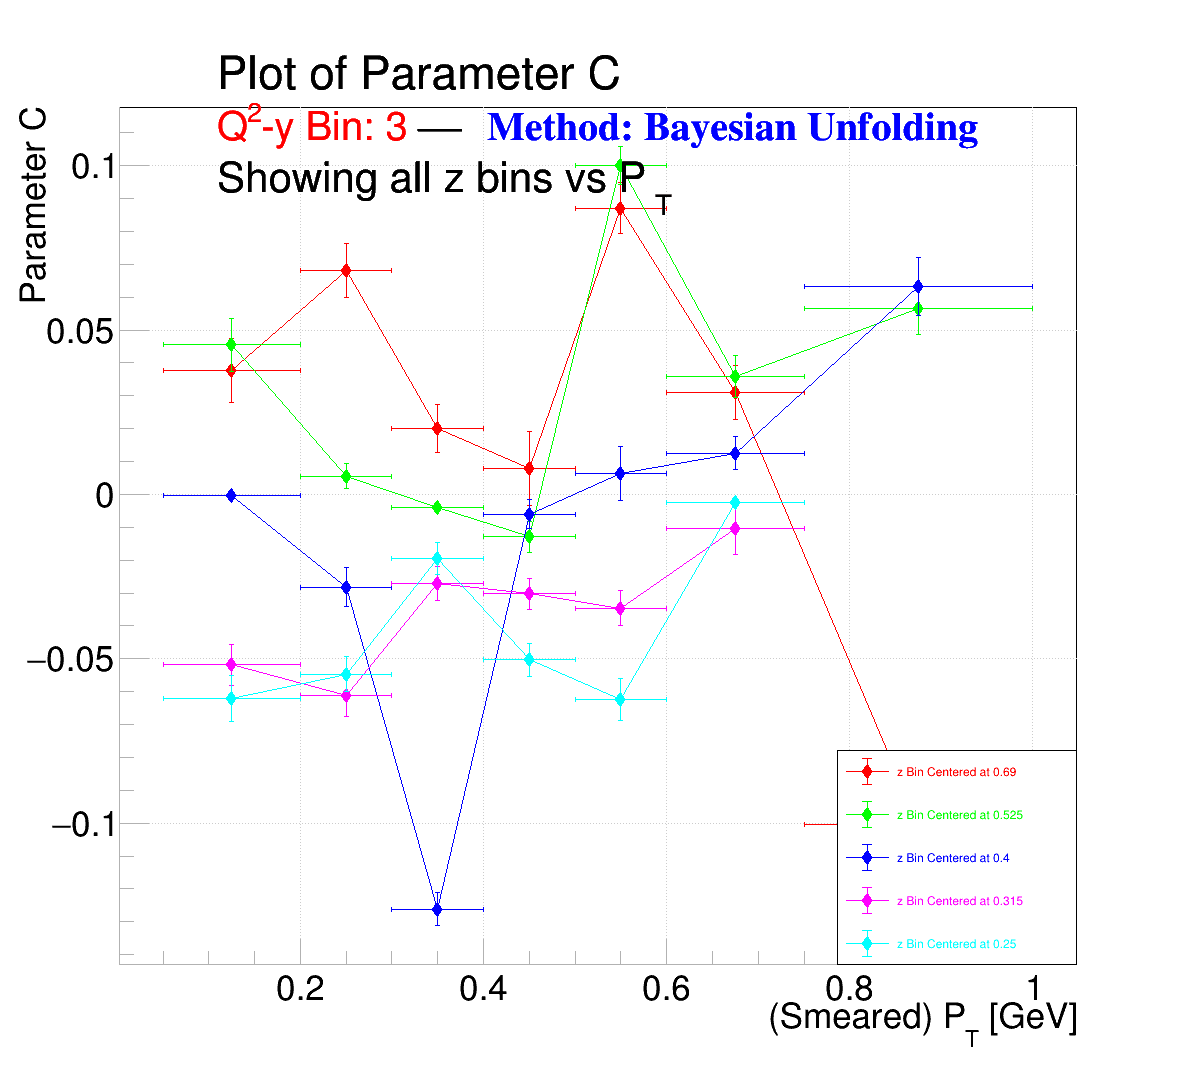 Plot of Parameter C
Q²-y Bin: 3 — Method: Bayesian Unfolding
Showing all z bins vs P_T
Parameter C
0.1
0.05
0
−0.05
−0.1
z Bin Centered at 0.69
z Bin Centered at 0.525
z Bin Centered at 0.4
z Bin Centered at 0.315
z Bin Centered at 0.25
0.2 0.4 0.6 0.8 1
(Smeared) P_T [GeV]